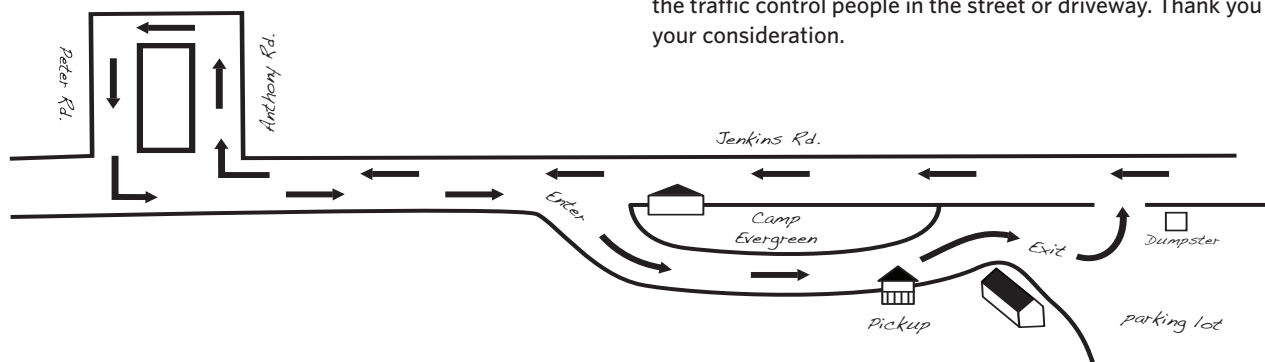 the traffic control people in the street or driveway. Thank you
your consideration.
Peter Rd.
Anthony Rd.
Jenkins Rd.
Enter
Camp
Evergreen
Exit
Dumpster
Pickup
parking lot